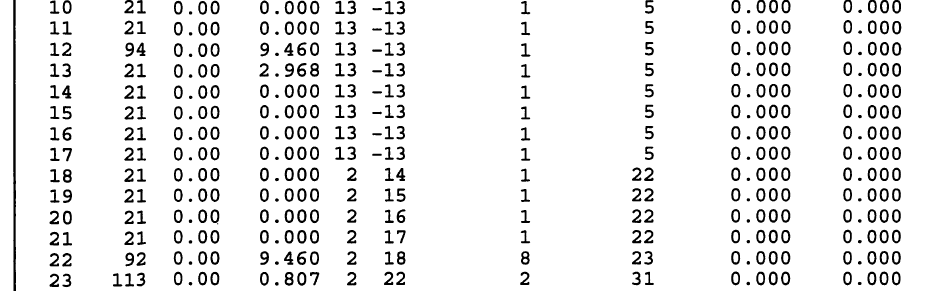 10 21 0.00 0.000 13 -13 1 5 0.000 0.000
11 21 0.00 0.000 13 -13 1 5 0.000 0.000
12 94 0.00 9.460 13 -13 1 5 0.000 0.000
13 21 0.00 2.968 13 -13 1 5 0.000 0.000
14 21 0.00 0.000 13 -13 1 5 0.000 0.000
15 21 0.00 0.000 13 -13 1 5 0.000 0.000
16 21 0.00 0.000 13 -13 1 5 0.000 0.000
17 21 0.00 0.000 13 -13 1 5 0.000 0.000
18 21 0.00 0.000 2 14 1 22 0.000 0.000
19 21 0.00 0.000 2 15 1 22 0.000 0.000
20 21 0.00 0.000 2 16 1 22 0.000 0.000
21 21 0.00 0.000 2 17 1 22 0.000 0.000
22 92 0.00 9.460 2 18 8 23 0.000 0.000
23 113 0.00 0.807 2 22 2 31 0.000 0.000